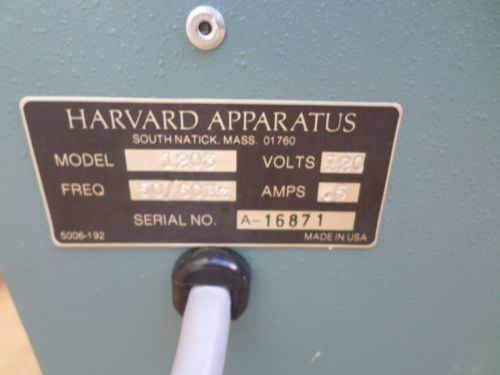 HARVARD APPARATUS
SOUTH NATICK, MASS. 01760
MODEL 1203 VOLTS 120
FREQ 50/60Hz AMPS .5
SERIAL NO. A-16871
5006-192 MADE IN USA